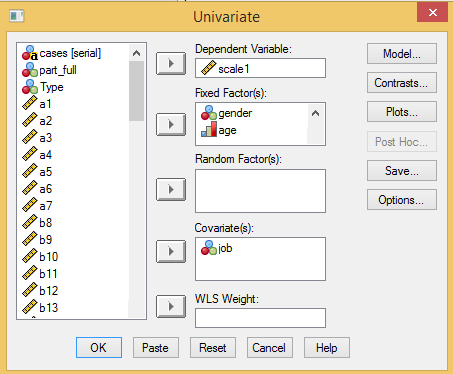 Univariate
cases [serial]
part_full
Type
a1
a2
a3
a4
a5
a6
a7
b8
b9
b10
b11
b12
b13
Dependent Variable:
scale1
Fixed Factor(s):
gender
age
Random Factor(s):
Covariate(s):
job
WLS Weight:
Model...
Contrasts...
Plots...
Post Hoc...
Save...
Options...
OK
Paste
Reset
Cancel
Help